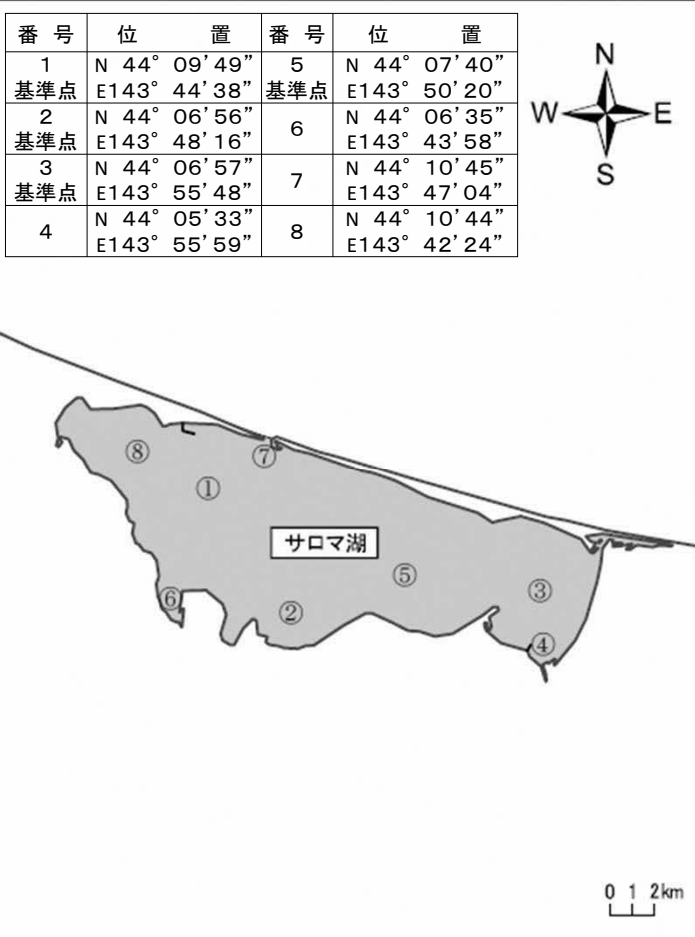 番 号 位 置 番 号 位 置
1 基準点 N 44° 09’49” E143° 44’38” 5 基準点 N 44° 07’40” E143° 50’20”
2 基準点 N 44° 06’56” E143° 48’16” 6 N 44° 06’35” E143° 43’58”
3 基準点 N 44° 06’57” E143° 55’48” 7 N 44° 10’45” E143° 47’04”
4 N 44° 05’33” E143° 55’59” 8 N 44° 10’44” E143° 42’24”
N
W E
S
⑧
⑦
①
サロマ湖
⑤
③
⑥
②
④
0 1 2km